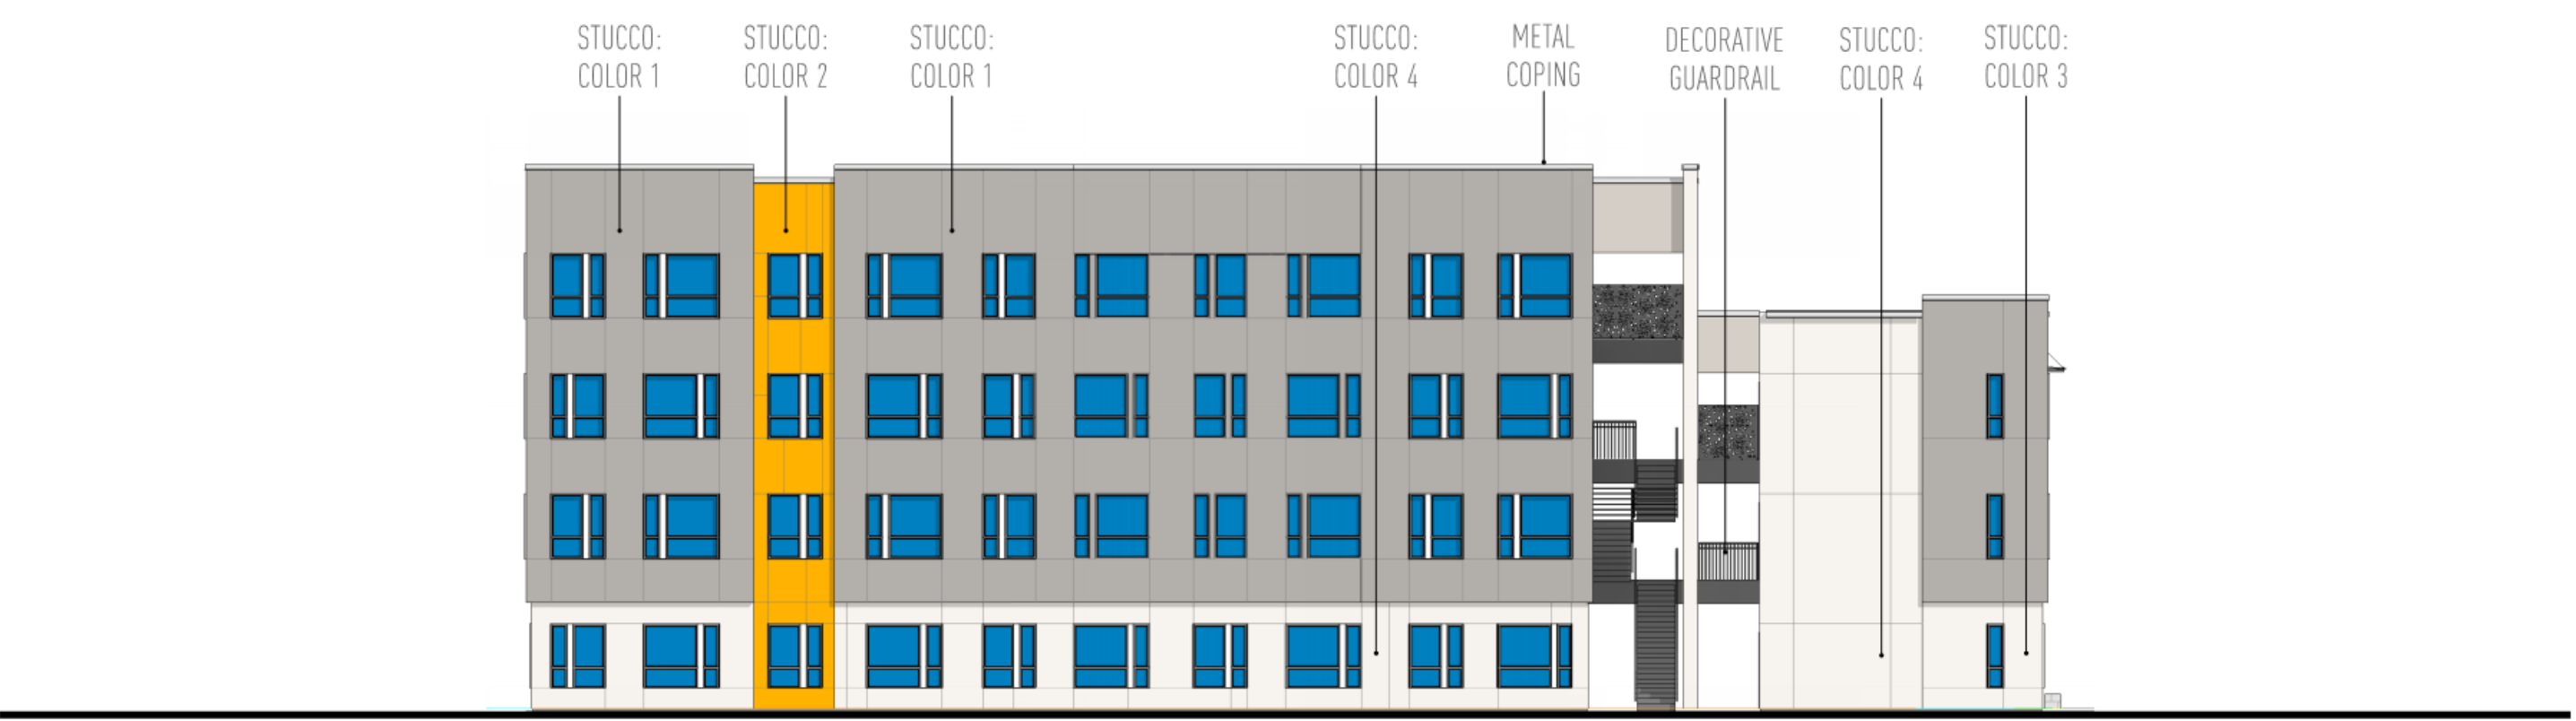 STUCCO:
COLOR 1
STUCCO:
COLOR 2
STUCCO:
COLOR 1
STUCCO:
COLOR 4
METAL
COPING
DECORATIVE
GUARDRAIL
STUCCO:
COLOR 4
STUCCO:
COLOR 3